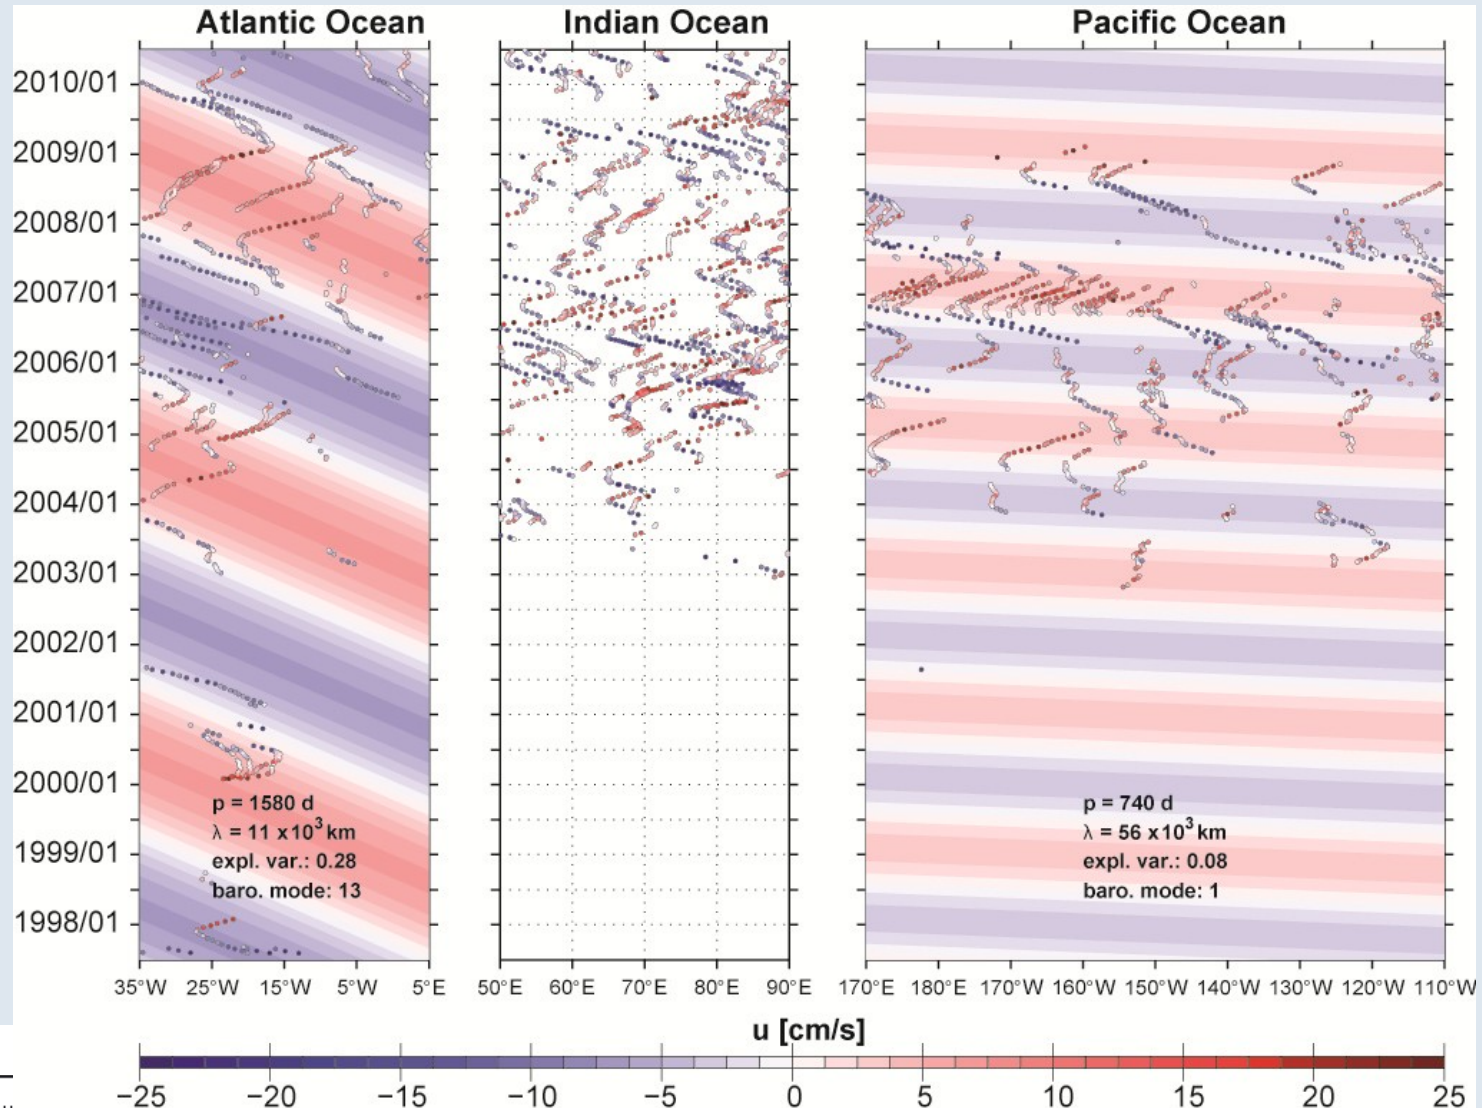 Atlantic Ocean
Indian Ocean
Pacific Ocean
2010/01
2009/01
2008/01
2007/01
2006/01
2005/01
2004/01
2003/01
2002/01
2001/01
2000/01
1999/01
1998/01
p = 1580 d
λ = 11 x10³ km
expl. var.: 0.28
baro. mode: 13
p = 740 d
λ = 56 x10³ km
expl. var.: 0.08
baro. mode: 1
35°W 25°W 15°W 5°W 5°E
50°E 60°E 70°E 80°E 90°E
170°E 180°E 170°W 160°W 150°W 140°W 130°W 120°W 110°W
u [cm/s]
−25 −20 −15 −10 −5 0 5 10 15 20 25